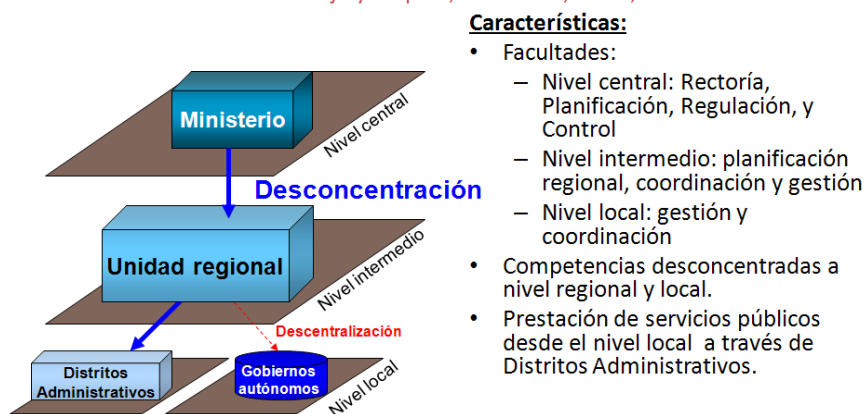 Características:
• Facultades:
– Nivel central: Rectoría,
Planificación, Regulación, y
Control
– Nivel intermedio: planificación
regional, coordinación y gestión
– Nivel local: gestión y
coordinación
• Competencias desconcentradas a
nivel regional y local.
• Prestación de servicios públicos
desde el nivel local a través de
Distritos Administrativos.
Ministerio
Nivel central
Desconcentración
Unidad regional
Nivel intermedio
Descentralización
Distritos
Administrativos
Gobiernos
autónomos
Nivel local